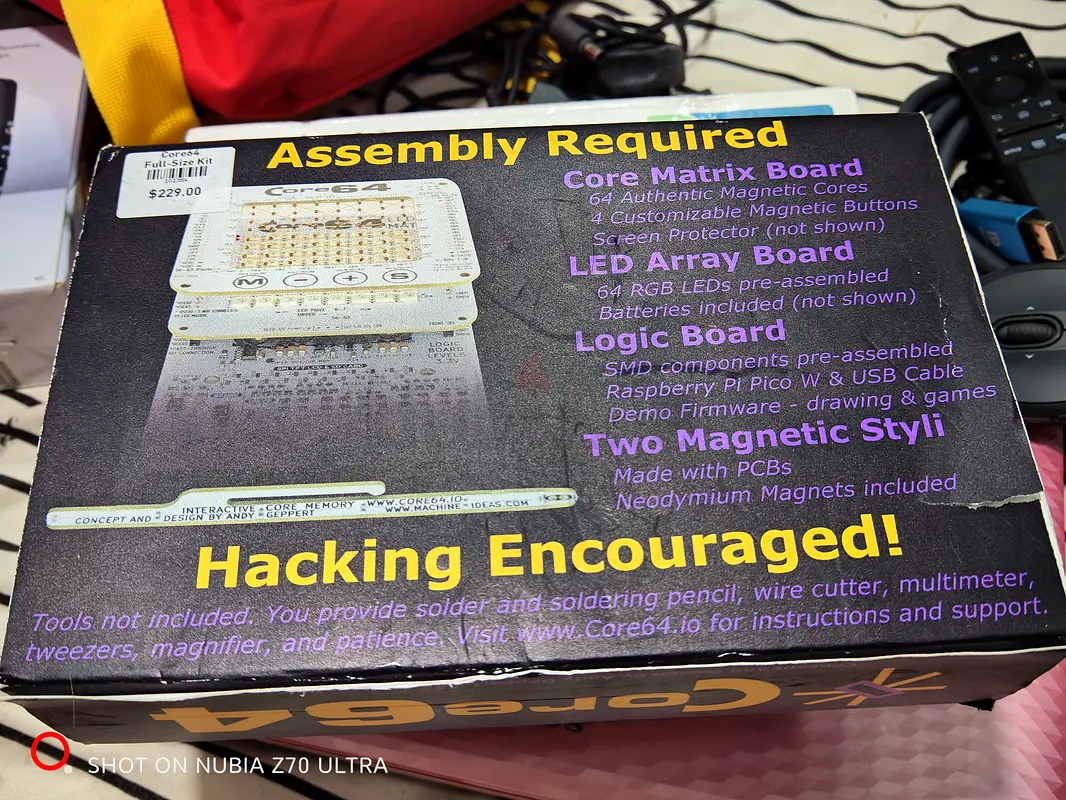 Assembly Required
Core64
Full-Size Kit
$229.00
Core64
M - + S
Core Matrix Board
64 Authentic Magnetic Cores
4 Customizable Magnetic Buttons
Screen Protector (not shown)
LED Array Board
64 RGB LEDs pre-assembled
Batteries included (not shown)
Logic Board
SMD components pre-assembled
Raspberry Pi Pico W & USB Cable
Demo Firmware - drawing & games
Two Magnetic Styli
Made with PCBs
Neodymium Magnets included
LOGIC
BOARD
LEVELS
INTERACTIVE CORE MEMORY WWW.CORE64.IO
CONCEPT AND DESIGN BY ANDY GEPPERT WWW.MACHINE-IDEAS.COM
Hacking Encouraged!
Tools not included. You provide solder and soldering pencil, wire cutter, multimeter,
tweezers, magnifier, and patience. Visit www.Core64.io for instructions and support.
Core64
SHOT ON NUBIA Z70 ULTRA